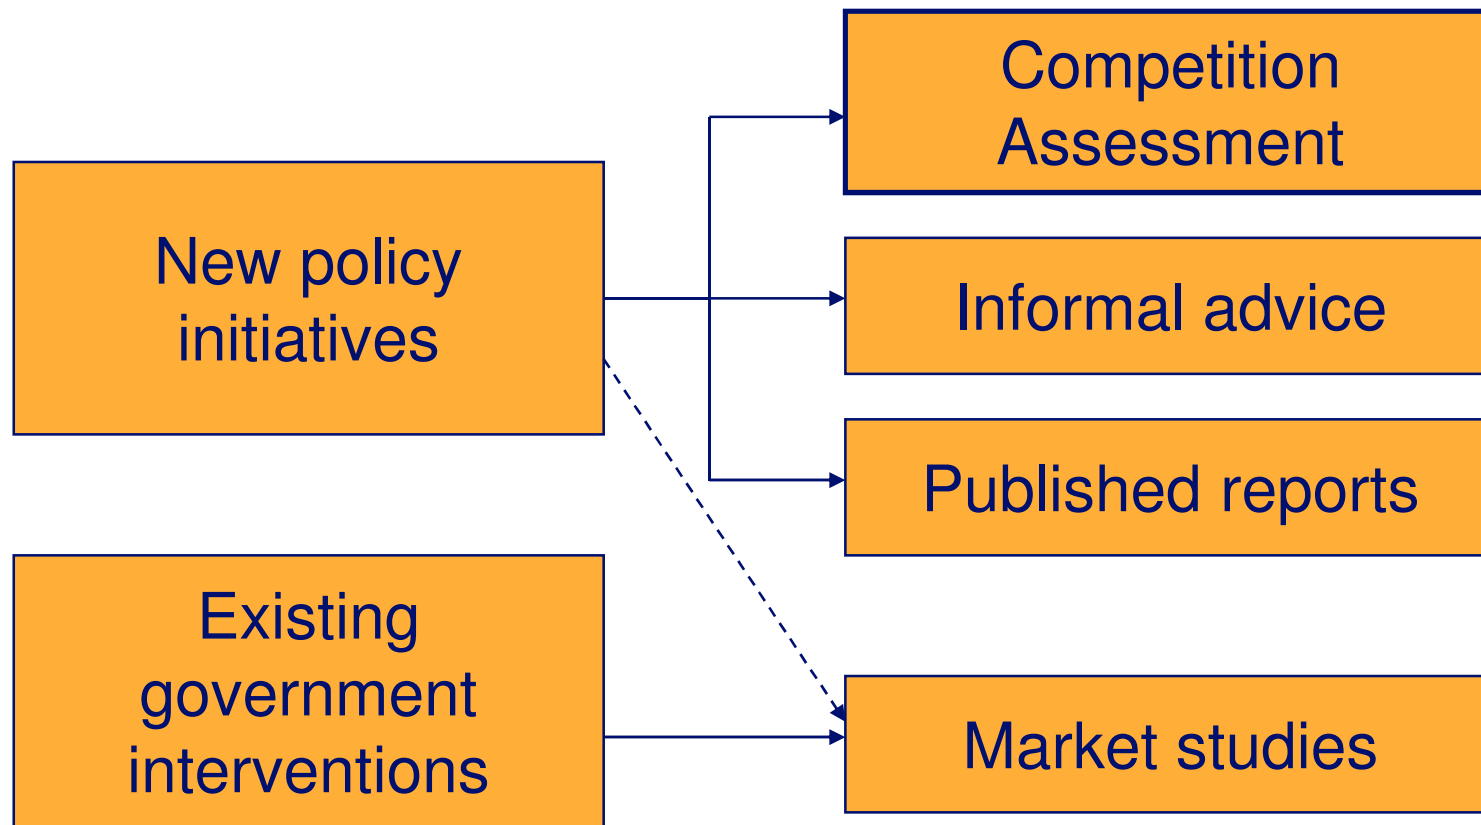 New policy
initiatives
Existing
government
interventions
Competition
Assessment
Informal advice
Published reports
Market studies